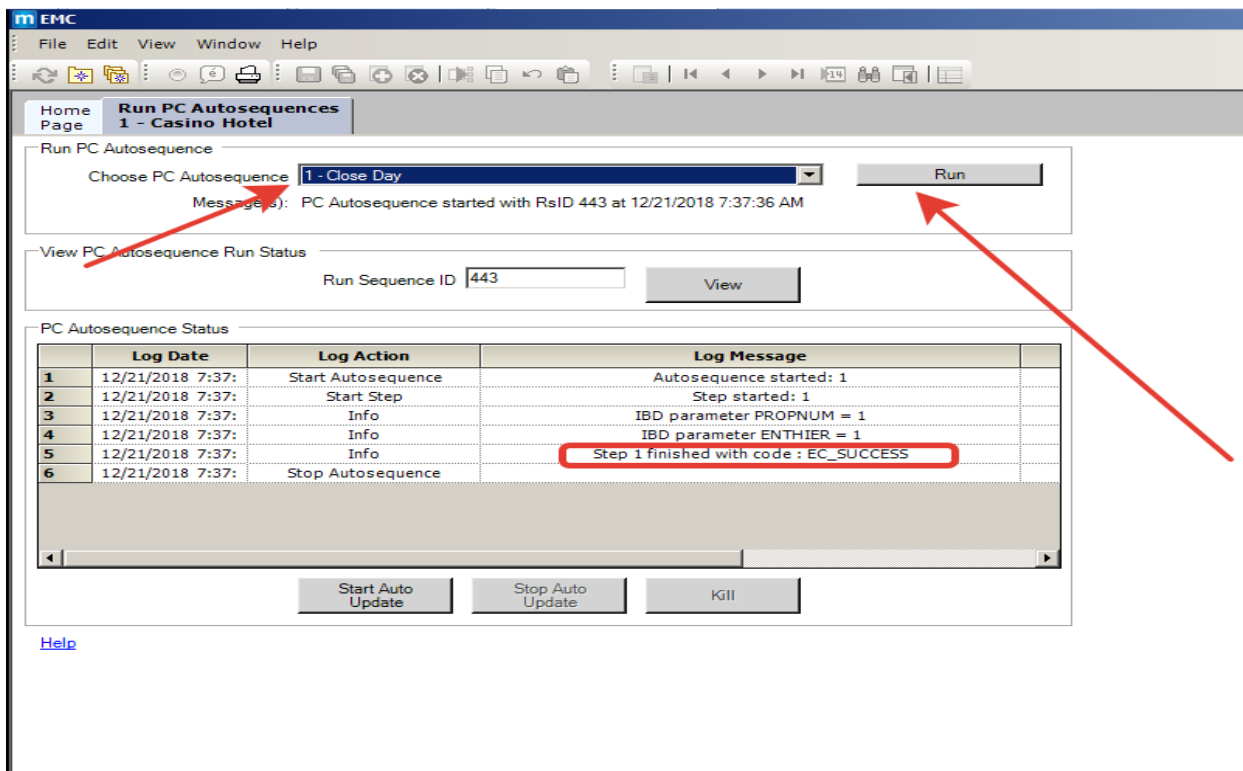 m EMC
File Edit View Window Help
Home Page
Run PC Autosequences
1 - Casino Hotel
Run PC Autosequence
Choose PC Autosequence 1 - Close Day Run
Message(s): PC Autosequence started with RsID 443 at 12/21/2018 7:37:36 AM
View PC Autosequence Run Status
Run Sequence ID 443 View
PC Autosequence Status
Log Date Log Action Log Message
1 12/21/2018 7:37: Start Autosequence Autosequence started: 1
2 12/21/2018 7:37: Start Step Step started: 1
3 12/21/2018 7:37: Info IBD parameter PROPNUM = 1
4 12/21/2018 7:37: Info IBD parameter ENTHIER = 1
5 12/21/2018 7:37: Info Step 1 finished with code : EC_SUCCESS
6 12/21/2018 7:37: Stop Autosequence
Start Auto Update Stop Auto Update Kill
Help